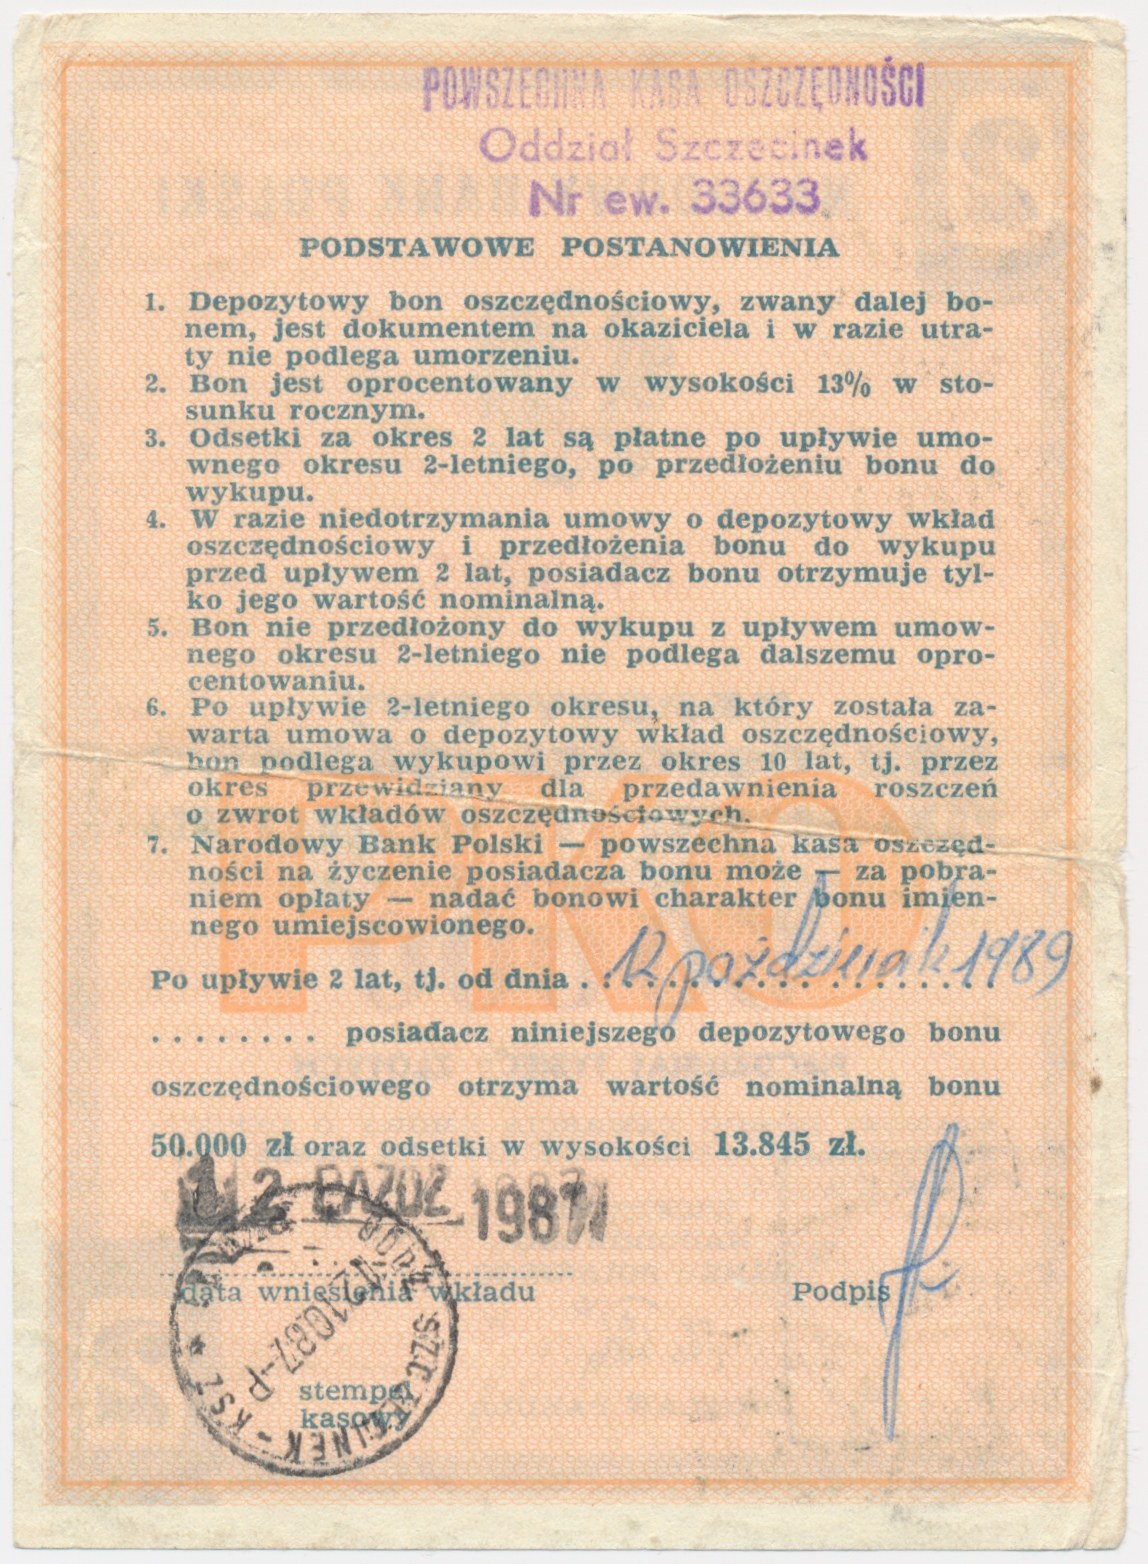 POWSZECHNA KASA OSZCZĘDNOŚCI
Oddział Szczecinek
Nr ew. 33633
PODSTAWOWE POSTANOWIENIA
1. Depozytowy bon oszczędnościowy, zwany dalej bo-
nem, jest dokumentem na okaziciela i w razie utra-
ty nie podlega umorzeniu.
2. Bon jest oprocentowany w wysokości 13% w sto-
sunku rocznym.
3. Odsetki za okres 2 lat są płatne po upływie umo-
wnego okresu 2-letniego, po przedłożeniu bonu do
wykupu.
4. W razie niedotrzymania umowy o depozytowy wkład
oszczędnościowy i przedłożenia bonu do wykupu
przed upływem 2 lat, posiadacz bonu otrzymuje tyl-
ko jego wartość nominalną.
5. Bon nie przedłożony do wykupu z upływem umow-
nego okresu 2-letniego nie podlega dalszemu opro-
centowaniu.
6. Po upływie 2-letniego okresu, na który została za-
warta umowa o depozytowy wkład oszczędnościowy,
bon podlega wykupowi przez okres 10 lat, tj. przez
okres przewidziany dla przedawnienia roszczeń
o zwrot wkładów oszczędnościowych.
PKO
7. Narodowy Bank Polski — powszechna kasa oszczęd-
ności na życzenie posiadacza bonu może — za pobra-
niem opłaty — nadać bonowi charakter bonu imien-
nego umiejscowionego.
Po upływie 2 lat, tj. od dnia . 12 październik 1989
. . . . . . . . posiadacz niniejszego depozytowego bonu
oszczędnościowego otrzyma wartość nominalną bonu
50.000 zł oraz odsetki w wysokości 13.845 zł.
12 PAŹDZ. 1987
data wniesienia wkładu
Podpis
12.10.87-P
SZCZECINEK - KSZ
stempel
kasowy